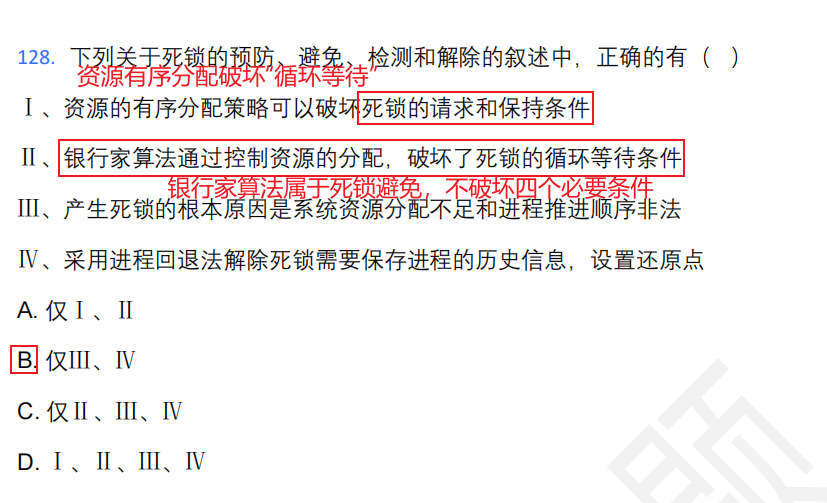 128. 下列关于死锁的预防、避免、检测和解除的叙述中，正确的有（ ）
资源有序分配破坏“循环等待”
Ⅰ、资源的有序分配策略可以破坏死锁的请求和保持条件
Ⅱ、银行家算法通过控制资源的分配，破坏了死锁的循环等待条件
银行家算法属于死锁避免，不破坏四个必要条件
Ⅲ、产生死锁的根本原因是系统资源分配不足和进程推进顺序非法
Ⅳ、采用进程回退法解除死锁需要保存进程的历史信息，设置还原点
A. 仅Ⅰ、Ⅱ
B. 仅Ⅲ、Ⅳ
C. 仅Ⅱ、Ⅲ、Ⅳ
D. Ⅰ、Ⅱ、Ⅲ、Ⅳ